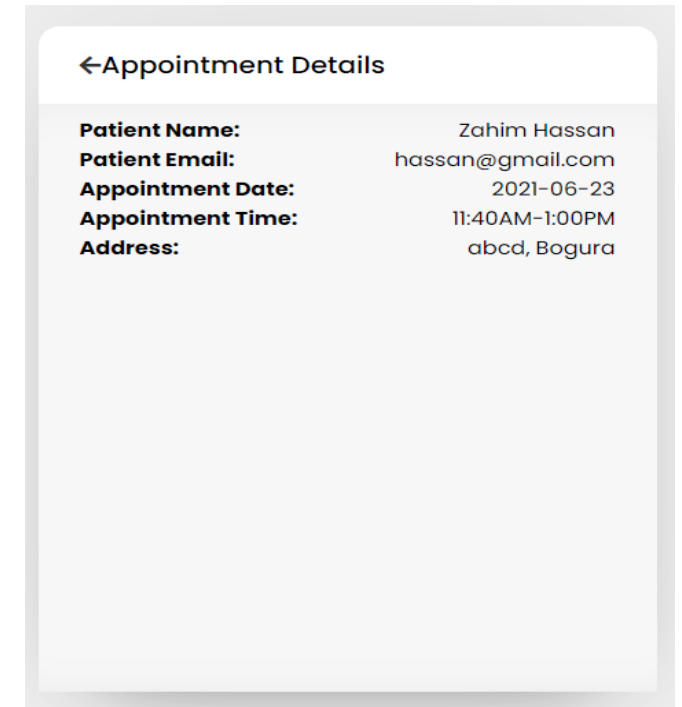 ←Appointment Details
Patient Name: Zahim Hassan
Patient Email: hassan@gmail.com
Appointment Date: 2021-06-23
Appointment Time: 11:40AM-1:00PM
Address: abcd, Bogura